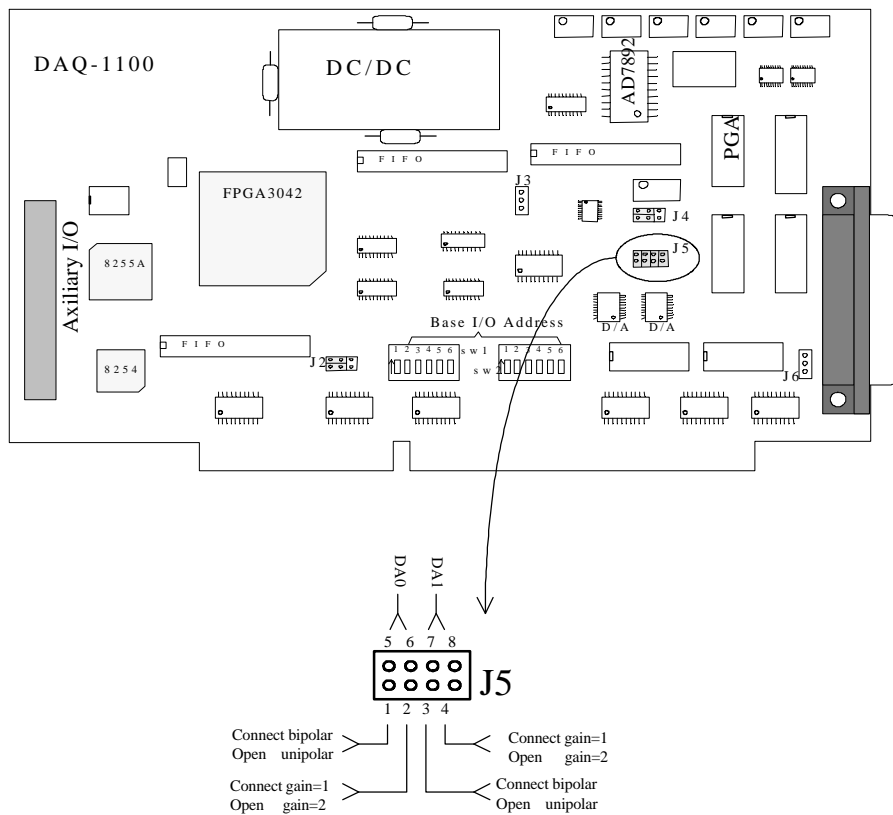 DAQ-1100
DC/DC
AD7892
PGA
FIFO
FIFO
J3
FPGA3042
J4
Axiliary I/O
J5
8255A
D/A D/A
Base I/O Address
FIFO
1 2 3 4 5 6 sw1
1 2 3 4 5 6
sw2
J2
J6
8254
DA0
DA1
5 6 7 8
J5
1 2 3 4
Connect bipolar
Open unipolar
Connect gain=1
Open gain=2
Connect gain=1
Open gain=2
Connect bipolar
Open unipolar